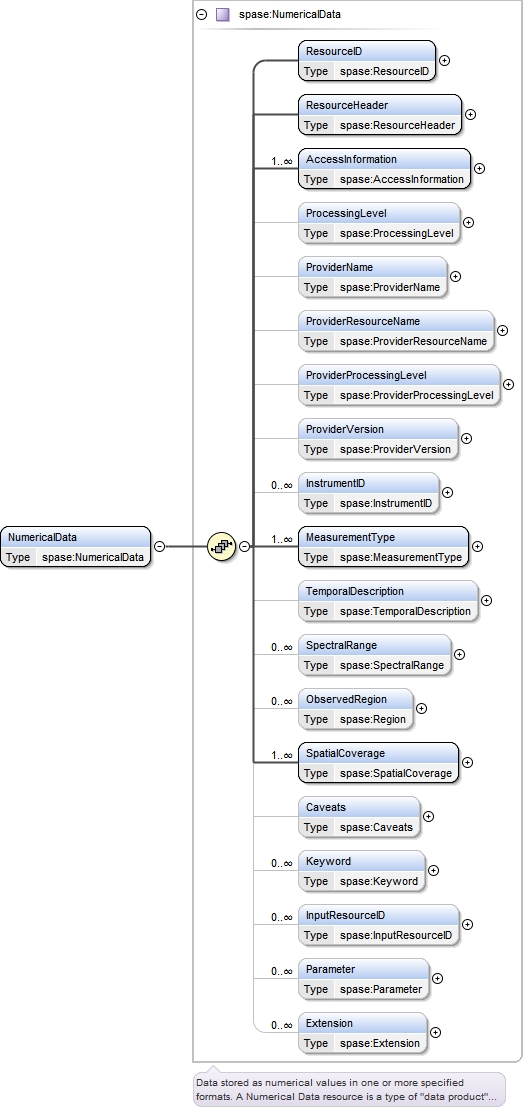 spase:NumericalData
ResourceID
Type spase:ResourceID
ResourceHeader
Type spase:ResourceHeader
1..∞
AccessInformation
Type spase:AccessInformation
ProcessingLevel
Type spase:ProcessingLevel
ProviderName
Type spase:ProviderName
ProviderResourceName
Type spase:ProviderResourceName
ProviderProcessingLevel
Type spase:ProviderProcessingLevel
ProviderVersion
Type spase:ProviderVersion
0..∞
InstrumentID
Type spase:InstrumentID
NumericalData
Type spase:NumericalData
1..∞
MeasurementType
Type spase:MeasurementType
TemporalDescription
Type spase:TemporalDescription
0..∞
SpectralRange
Type spase:SpectralRange
0..∞
ObservedRegion
Type spase:Region
1..∞
SpatialCoverage
Type spase:SpatialCoverage
Caveats
Type spase:Caveats
0..∞
Keyword
Type spase:Keyword
0..∞
InputResourceID
Type spase:InputResourceID
0..∞
Parameter
Type spase:Parameter
0..∞
Extension
Type spase:Extension
Data stored as numerical values in one or more specified
formats. A Numerical Data resource is a type of "data product"...